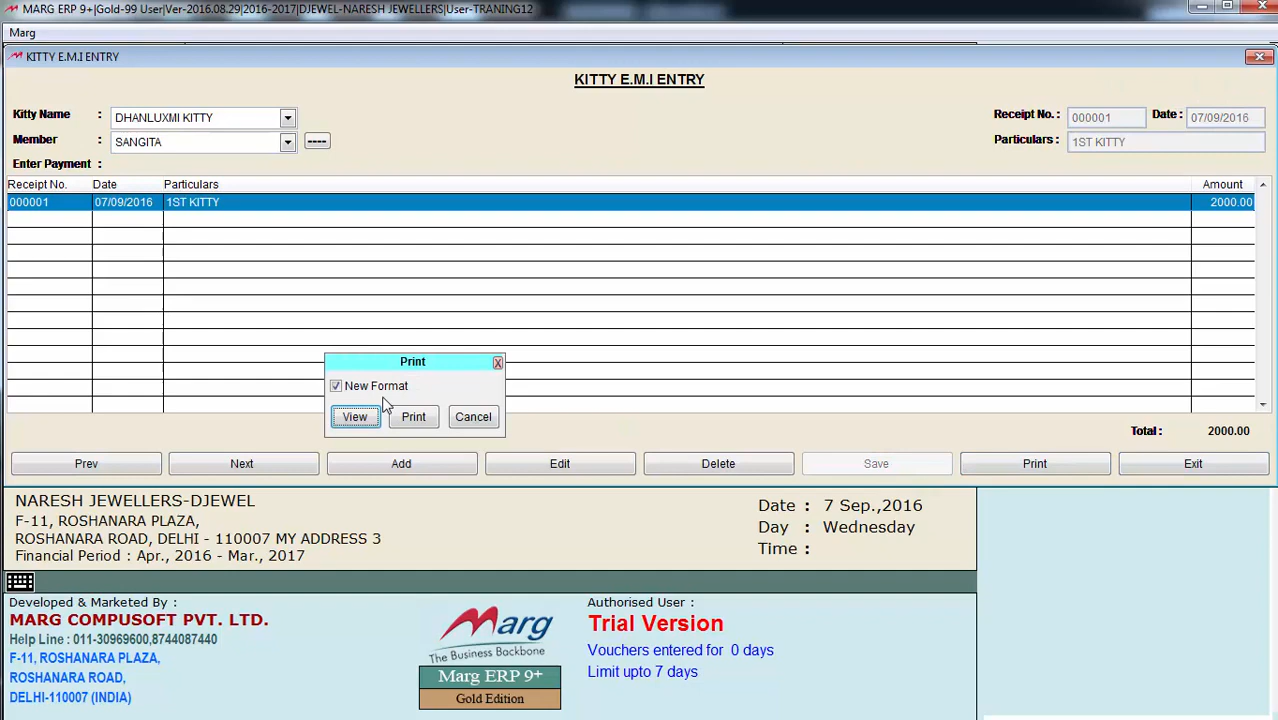 MARG ERP 9+|Gold-99 User|Ver-2016.08.29|2016-2017|DJEWEL-NARESH JEWELLERS|User-TRANING12
Marg
KITTY E.M.I ENTRY
KITTY E.M.I ENTRY
Kitty Name : DHANLUXMI KITTY Receipt No. : 000001 Date : 07/09/2016
Member : SANGITA ---- Particulars : 1ST KITTY
Enter Payment :
Receipt No. Date Particulars Amount
000001 07/09/2016 1ST KITTY 2000.00
Print X
New Format
View Print Cancel
Total : 2000.00
Prev Next Add Edit Delete Save Print Exit
NARESH JEWELLERS-DJEWEL
F-11, ROSHANARA PLAZA,
ROSHANARA ROAD, DELHI - 110007 MY ADDRESS 3
Financial Period : Apr., 2016 - Mar., 2017
Date : 7 Sep.,2016
Day : Wednesday
Time :
Developed & Marketed By :
MARG COMPUSOFT PVT. LTD.
Help Line : 011-30969600,8744087440
F-11, ROSHANARA PLAZA,
ROSHANARA ROAD,
DELHI-110007 (INDIA)
Marg
The Business Backbone
Marg ERP 9+
Gold Edition
Authorised User :
Trial Version
Vouchers entered for 0 days
Limit upto 7 days